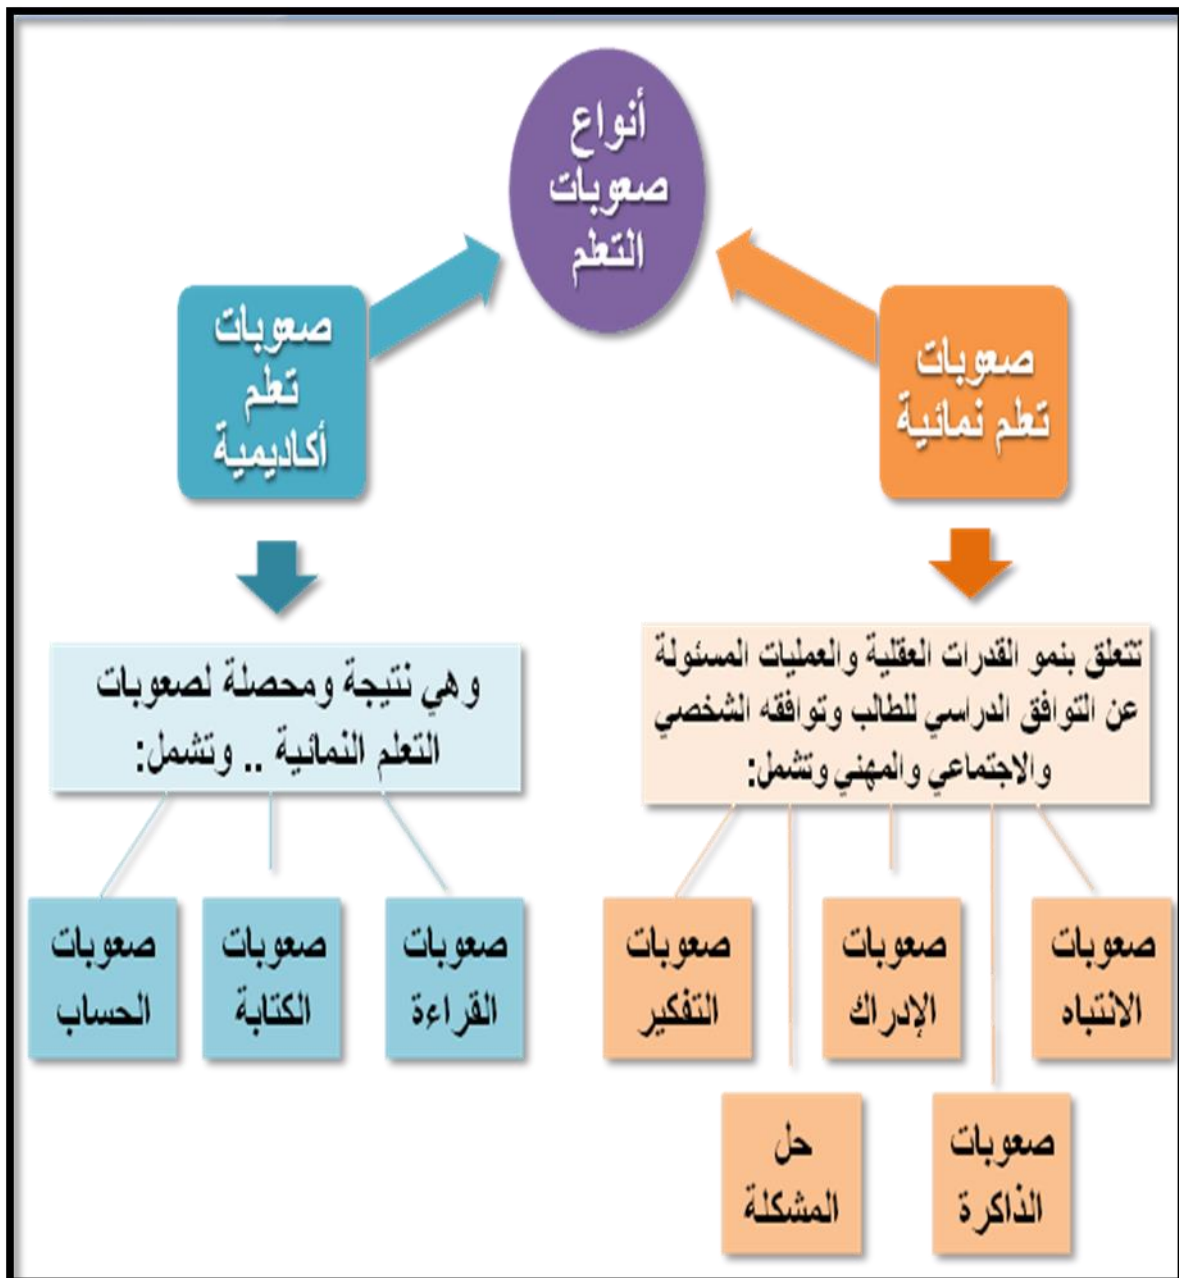 أنواع
صعوبات
التعلم
صعوبات
تعلم نمائية
صعوبات
تعلم
أكاديمية
تتعلق بنمو القدرات العقلية والعمليات المسئولة
عن التوافق الدراسي للطالب وتوافقه الشخصي
والاجتماعي والمهني وتشمل:
وهي نتيجة ومحصلة لصعوبات
التعلم النمائية .. وتشمل:
صعوبات
الانتباه
صعوبات
الإدراك
صعوبات
التفكير
صعوبات
الذاكرة
حل
المشكلة
صعوبات
القراءة
صعوبات
الكتابة
صعوبات
الحساب